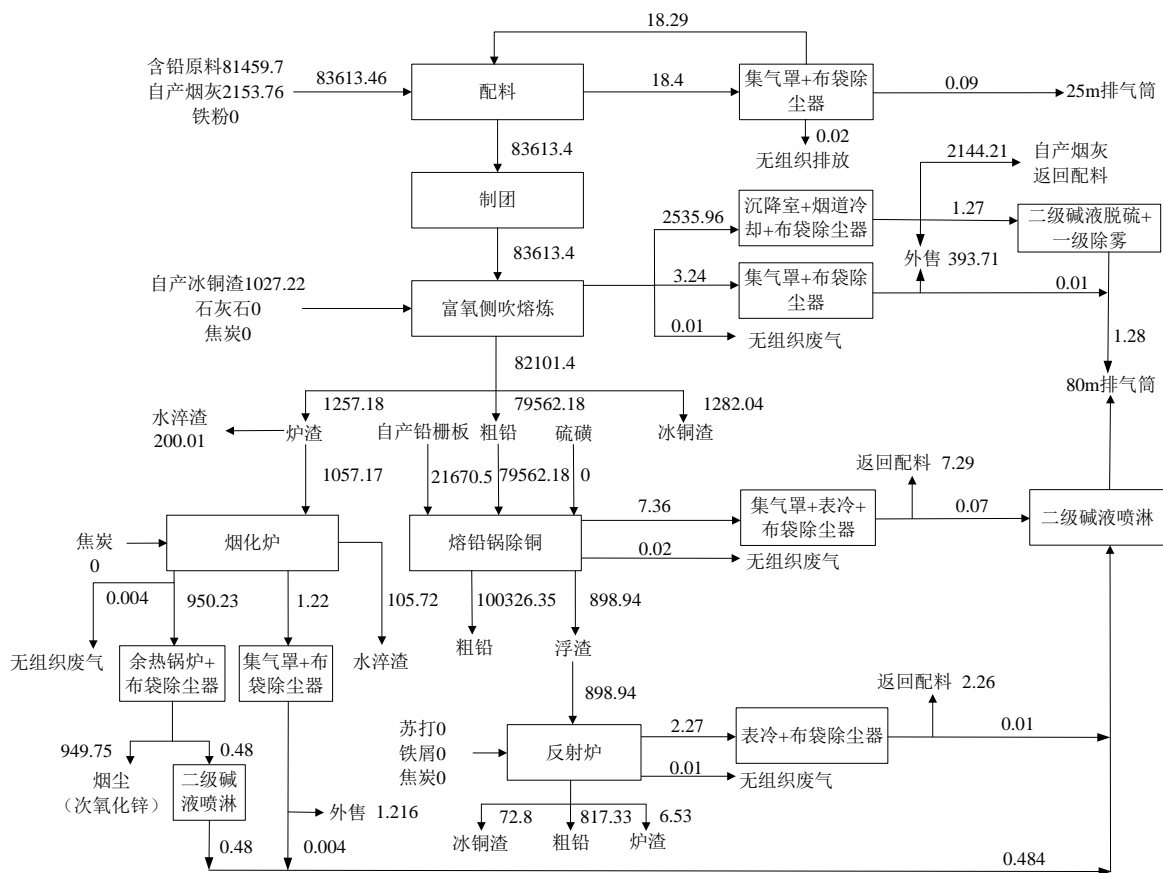 18.29
含铅原料81459.7
自产烟灰2153.76
铁粉0
83613.46
配料
18.4
集气罩+布袋除
尘器
0.09
25m排气筒
0.02
无组织排放
83613.4
2144.21
自产烟灰
返回配料
制团
2535.96
沉降室+烟道冷
却+布袋除尘器
1.27
二级碱液脱硫+
一级除雾
83613.4
外售 393.71
自产冰铜渣1027.22
石灰石0
焦炭0
富氧侧吹熔炼
3.24
集气罩+布袋除
尘器
0.01
0.01
无组织废气
1.28
82101.4
80m排气筒
1257.18
79562.18
1282.04
水淬渣
200.01
炉渣
自产铅栅板
粗铅
硫磺
冰铜渣
1057.17
21670.5
79562.18
0
返回配料 7.29
焦炭
0
烟化炉
熔铅锅除铜
7.36
集气罩+表冷+
布袋除尘器
0.07
二级碱液喷淋
0.02
无组织废气
0.004
950.23
1.22
105.72
100326.35
898.94
无组织废气
余热锅炉+
布袋除尘器
集气罩+布
袋除尘器
水淬渣
粗铅
浮渣
898.94
返回配料 2.26
苏打0
铁屑0
焦炭0
反射炉
2.27
表冷+布袋除尘器
0.01
0.01
无组织废气
949.75
0.48
烟尘
（次氧化锌）
二级碱
液喷淋
外售 1.216
72.8
817.33
6.53
冰铜渣
粗铅
炉渣
0.48
0.004
0.484